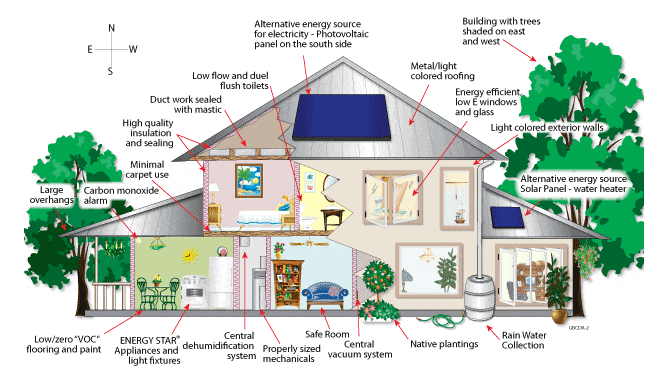 N
E
W
S
Alternative energy source
for electricity - Photovoltaic
panel on the south side
Building with trees
shaded on east
and west
Metal/light
colored roofing
Low flow and duel
flush toilets
Energy efficient,
low E windows
and glass
Duct work sealed
with mastic
High quality
insulation
and sealing
Light colored exterior walls
Minimal
carpet use
Alternative energy source
Solar Panel - water heater
Large
overhangs
Carbon monoxide
alarm
Low/zero "VOC"
flooring and paint
ENERGY STAR®
Appliances and
light fixtures
Central
dehumidification
system
Properly sized
mechanicals
Safe Room
Central
vacuum system
Native plantings
Rain Water
Collection
GBCDA-2